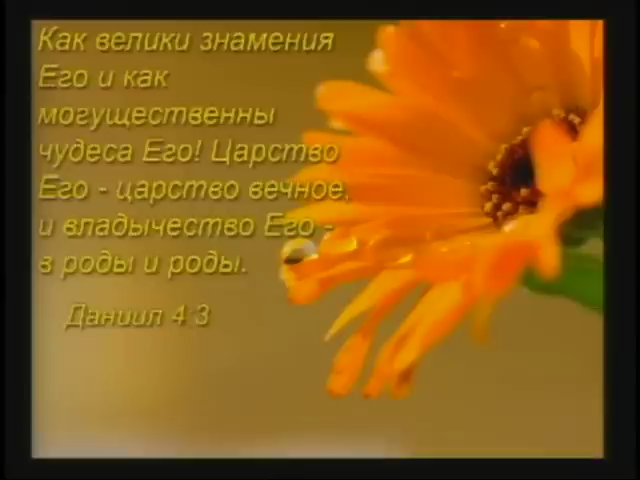 Как велики знамения
Его и как
могущественны
чудеса Его! Царство
Его - царство вечное,
и владычество Его -
в роды и роды.
Даниил 4:3